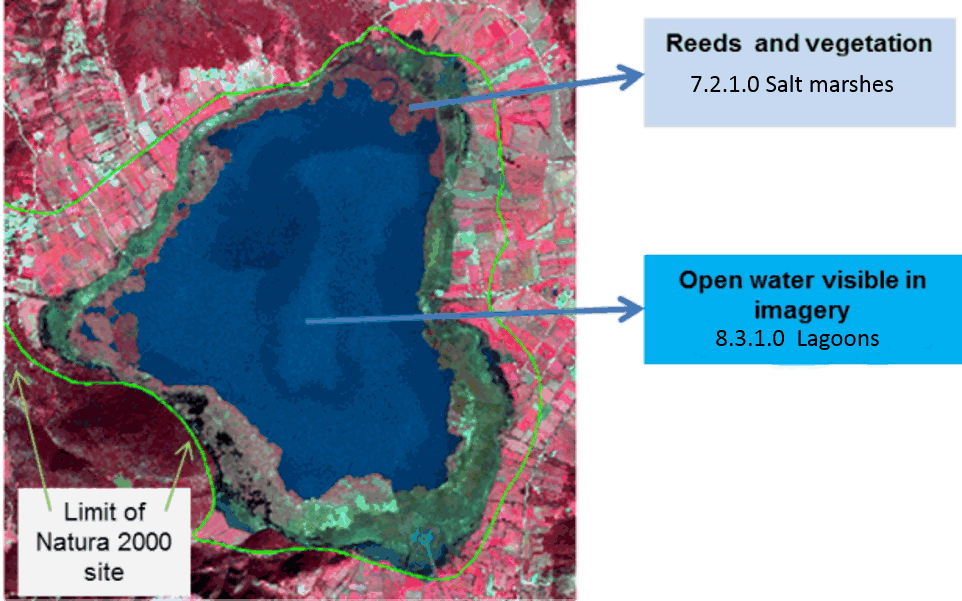 Reeds and vegetation
7.2.1.0 Salt marshes
Open water visible in
imagery
8.3.1.0 Lagoons
Limit of
Natura 2000
site